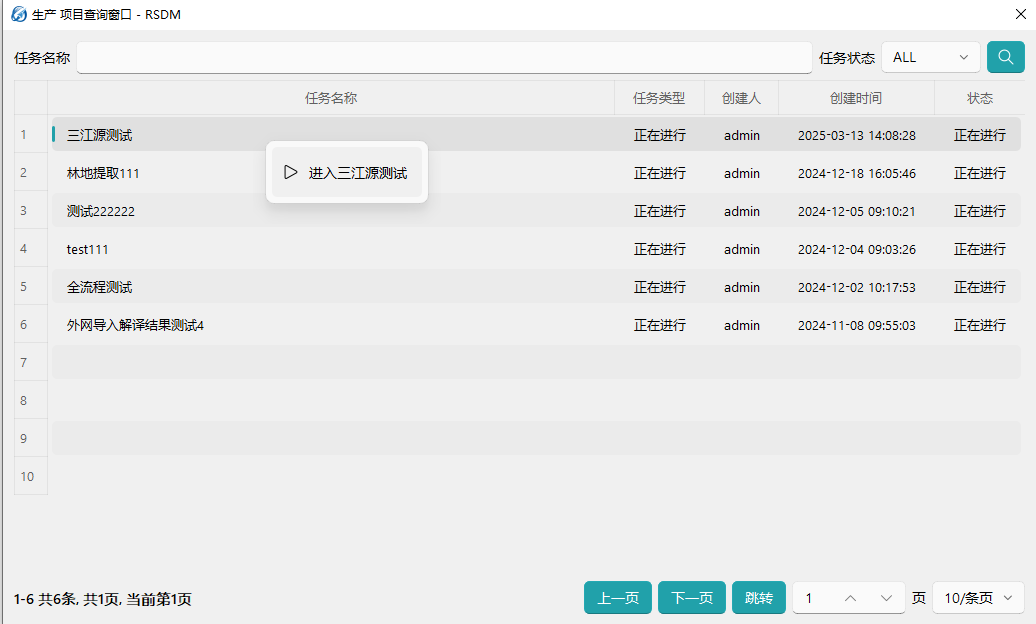 生产 项目查询窗口 - RSDM
任务名称 任务状态 ALL
任务名称 任务类型 创建人 创建时间 状态
1 三江源测试 正在进行 admin 2025-03-13 14:08:28 正在进行
2 林地提取111 正在进行 admin 2024-12-18 16:05:46 正在进行
进入三江源测试
3 测试222222 正在进行 admin 2024-12-05 09:10:21 正在进行
4 test111 正在进行 admin 2024-12-04 09:03:26 正在进行
5 全流程测试 正在进行 admin 2024-12-02 10:17:53 正在进行
6 外网导入解译结果测试4 正在进行 admin 2024-11-08 09:55:03 正在进行
7
8
9
10
1-6 共6条, 共1页, 当前第1页 上一页 下一页 跳转 1 页 10/条页